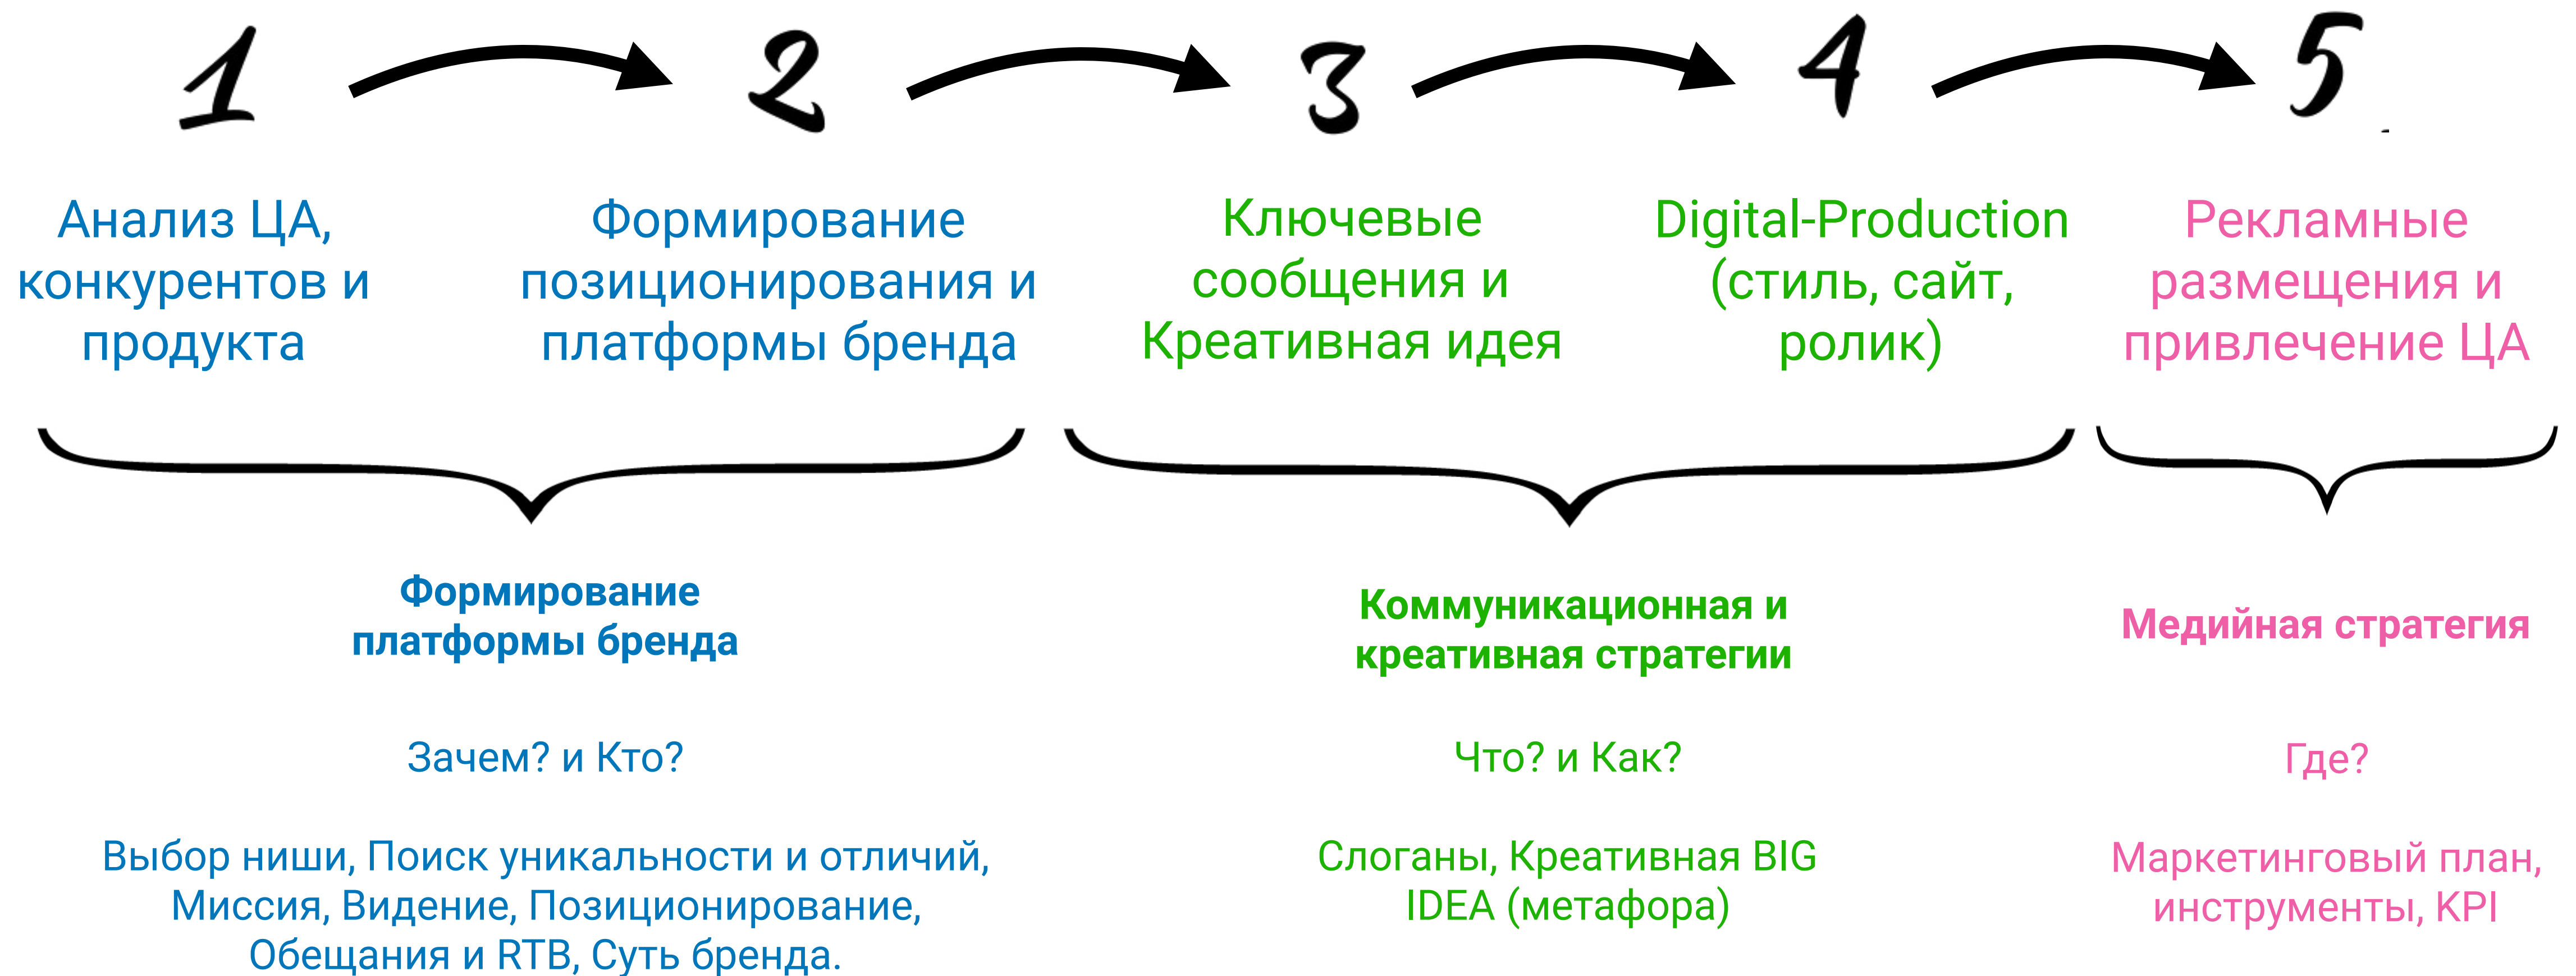 1
2
3
4
5
Анализ ЦА,
конкурентов и
продукта
Формирование
позиционирования и
платформы бренда
Ключевые
сообщения и
Креативная идея
Digital-Production
(стиль, сайт,
ролик)
Рекламные
размещения и
привлечение ЦА
Формирование
платформы бренда
Коммуникационная и
креативная стратегии
Медийная стратегия
Зачем? и Кто?
Что? и Как?
Где?
Выбор ниши, Поиск уникальности и отличий,
Миссия, Видение, Позиционирование,
Обещания и RTB, Суть бренда.
Слоганы, Креативная BIG
IDEA (метафора)
Маркетинговый план,
инструменты, KPI